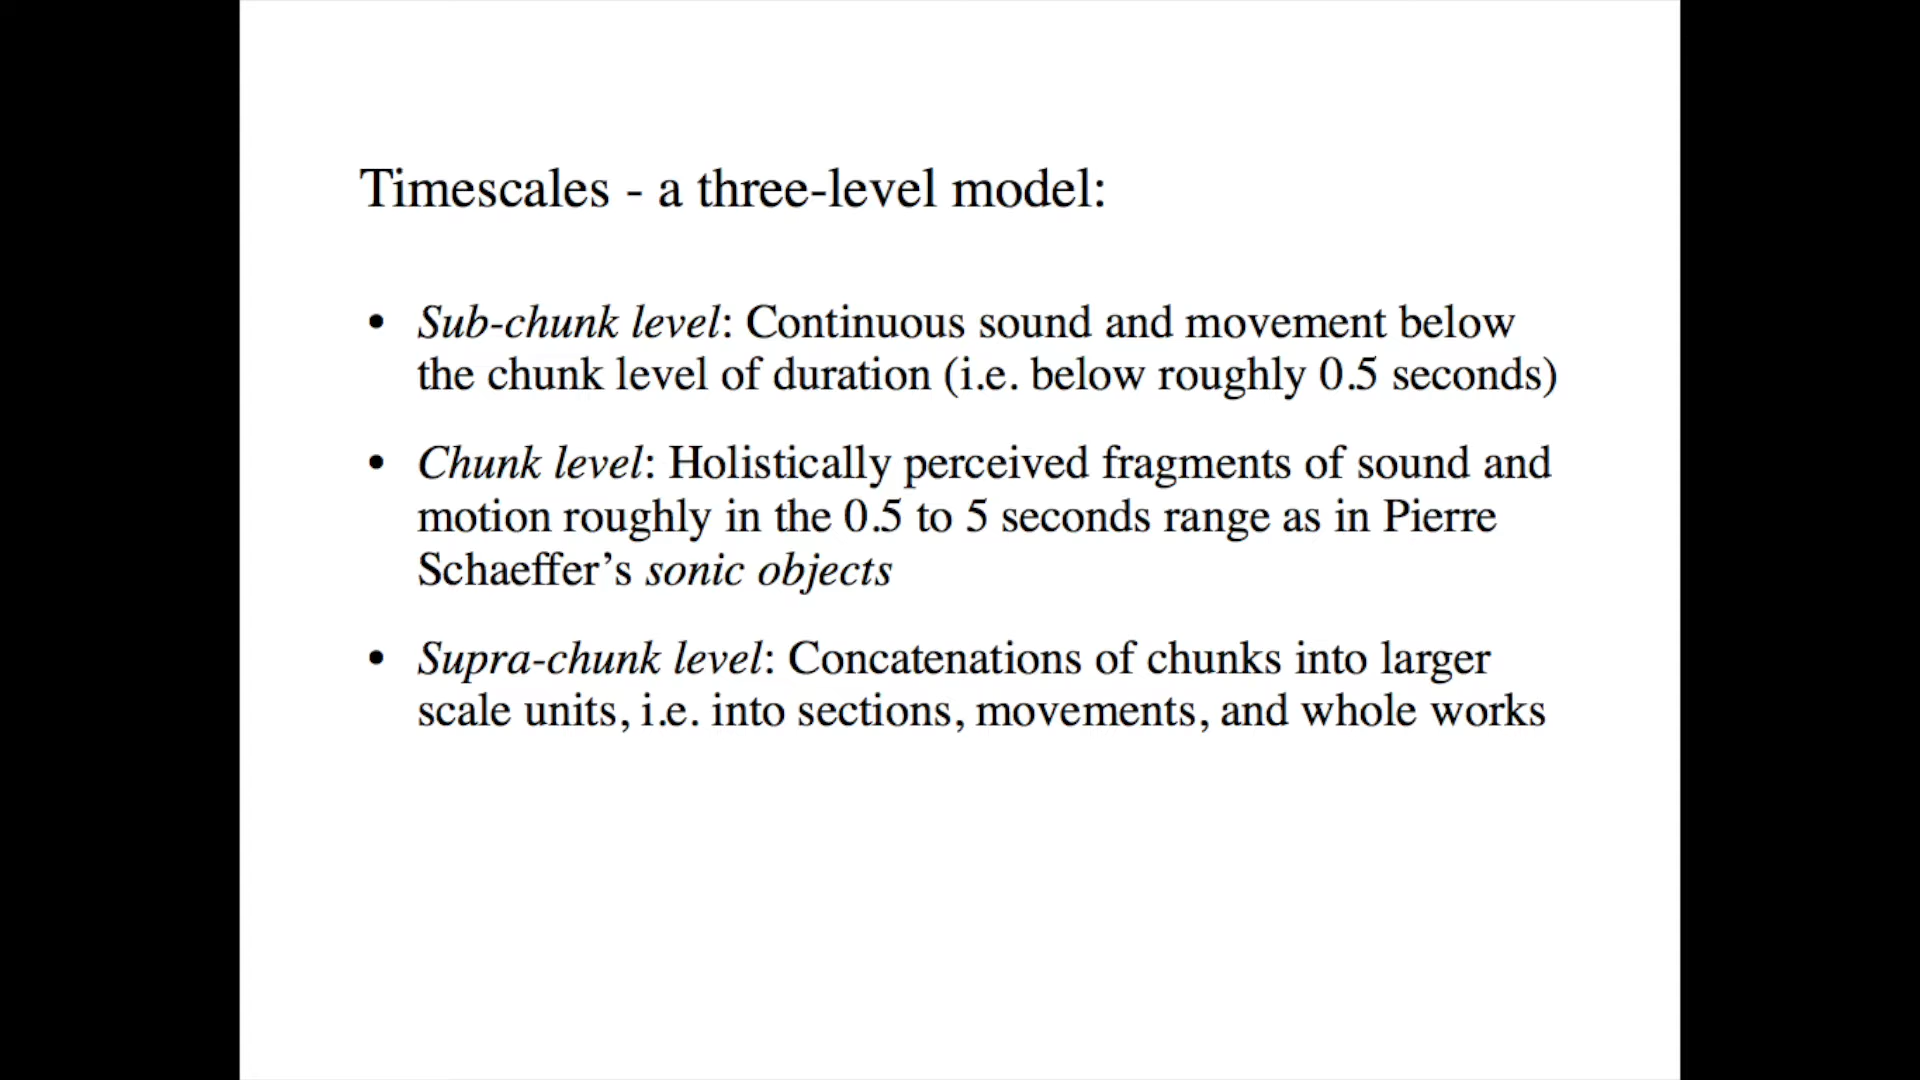 Timescales - a three-level model:
• Sub-chunk level: Continuous sound and movement below
the chunk level of duration (i.e. below roughly 0.5 seconds)
• Chunk level: Holistically perceived fragments of sound and
motion roughly in the 0.5 to 5 seconds range as in Pierre
Schaeffer’s sonic objects
• Supra-chunk level: Concatenations of chunks into larger
scale units, i.e. into sections, movements, and whole works